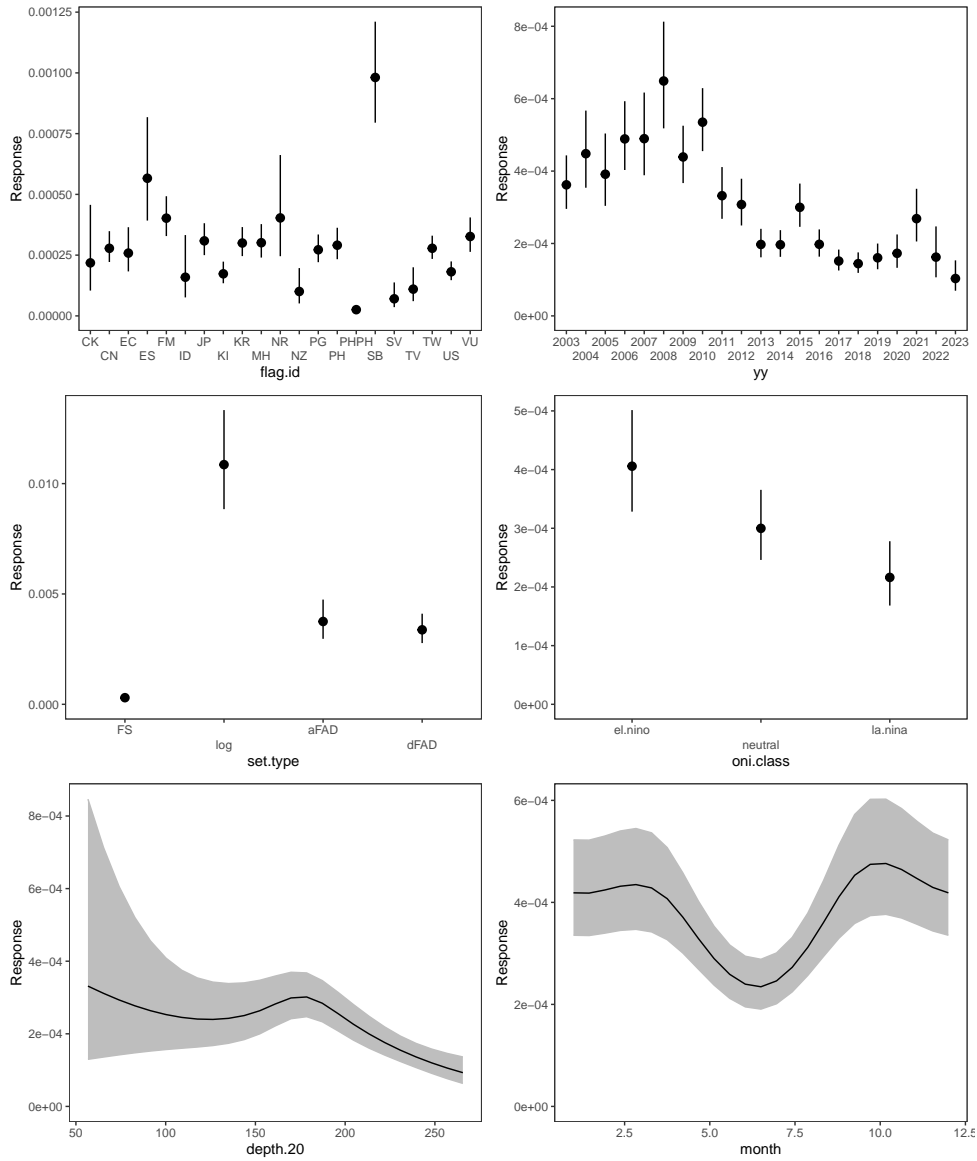 0.00125
0.00100
0.00075
0.00050
0.00025
0.00000
Response
CK EC FM JP KR NR PG PHPH SV TW VU
CN ES ID KI MH NZ PH SB TV US
flag.id
8e−04
6e−04
4e−04
2e−04
0e+00
Response
2003 2005 2007 2009 2011 2013 2015 2017 2019 2021 2023
2004 2006 2008 2010 2012 2014 2016 2018 2020 2022
yy
0.010
0.005
0.000
Response
FS aFAD
log dFAD
set.type
5e−04
4e−04
3e−04
2e−04
1e−04
0e+00
Response
el.nino la.nina
neutral
oni.class
8e−04
6e−04
4e−04
2e−04
0e+00
Response
50 100 150 200 250
depth.20
6e−04
4e−04
2e−04
0e+00
Response
2.5 5.0 7.5 10.0 12.5
month